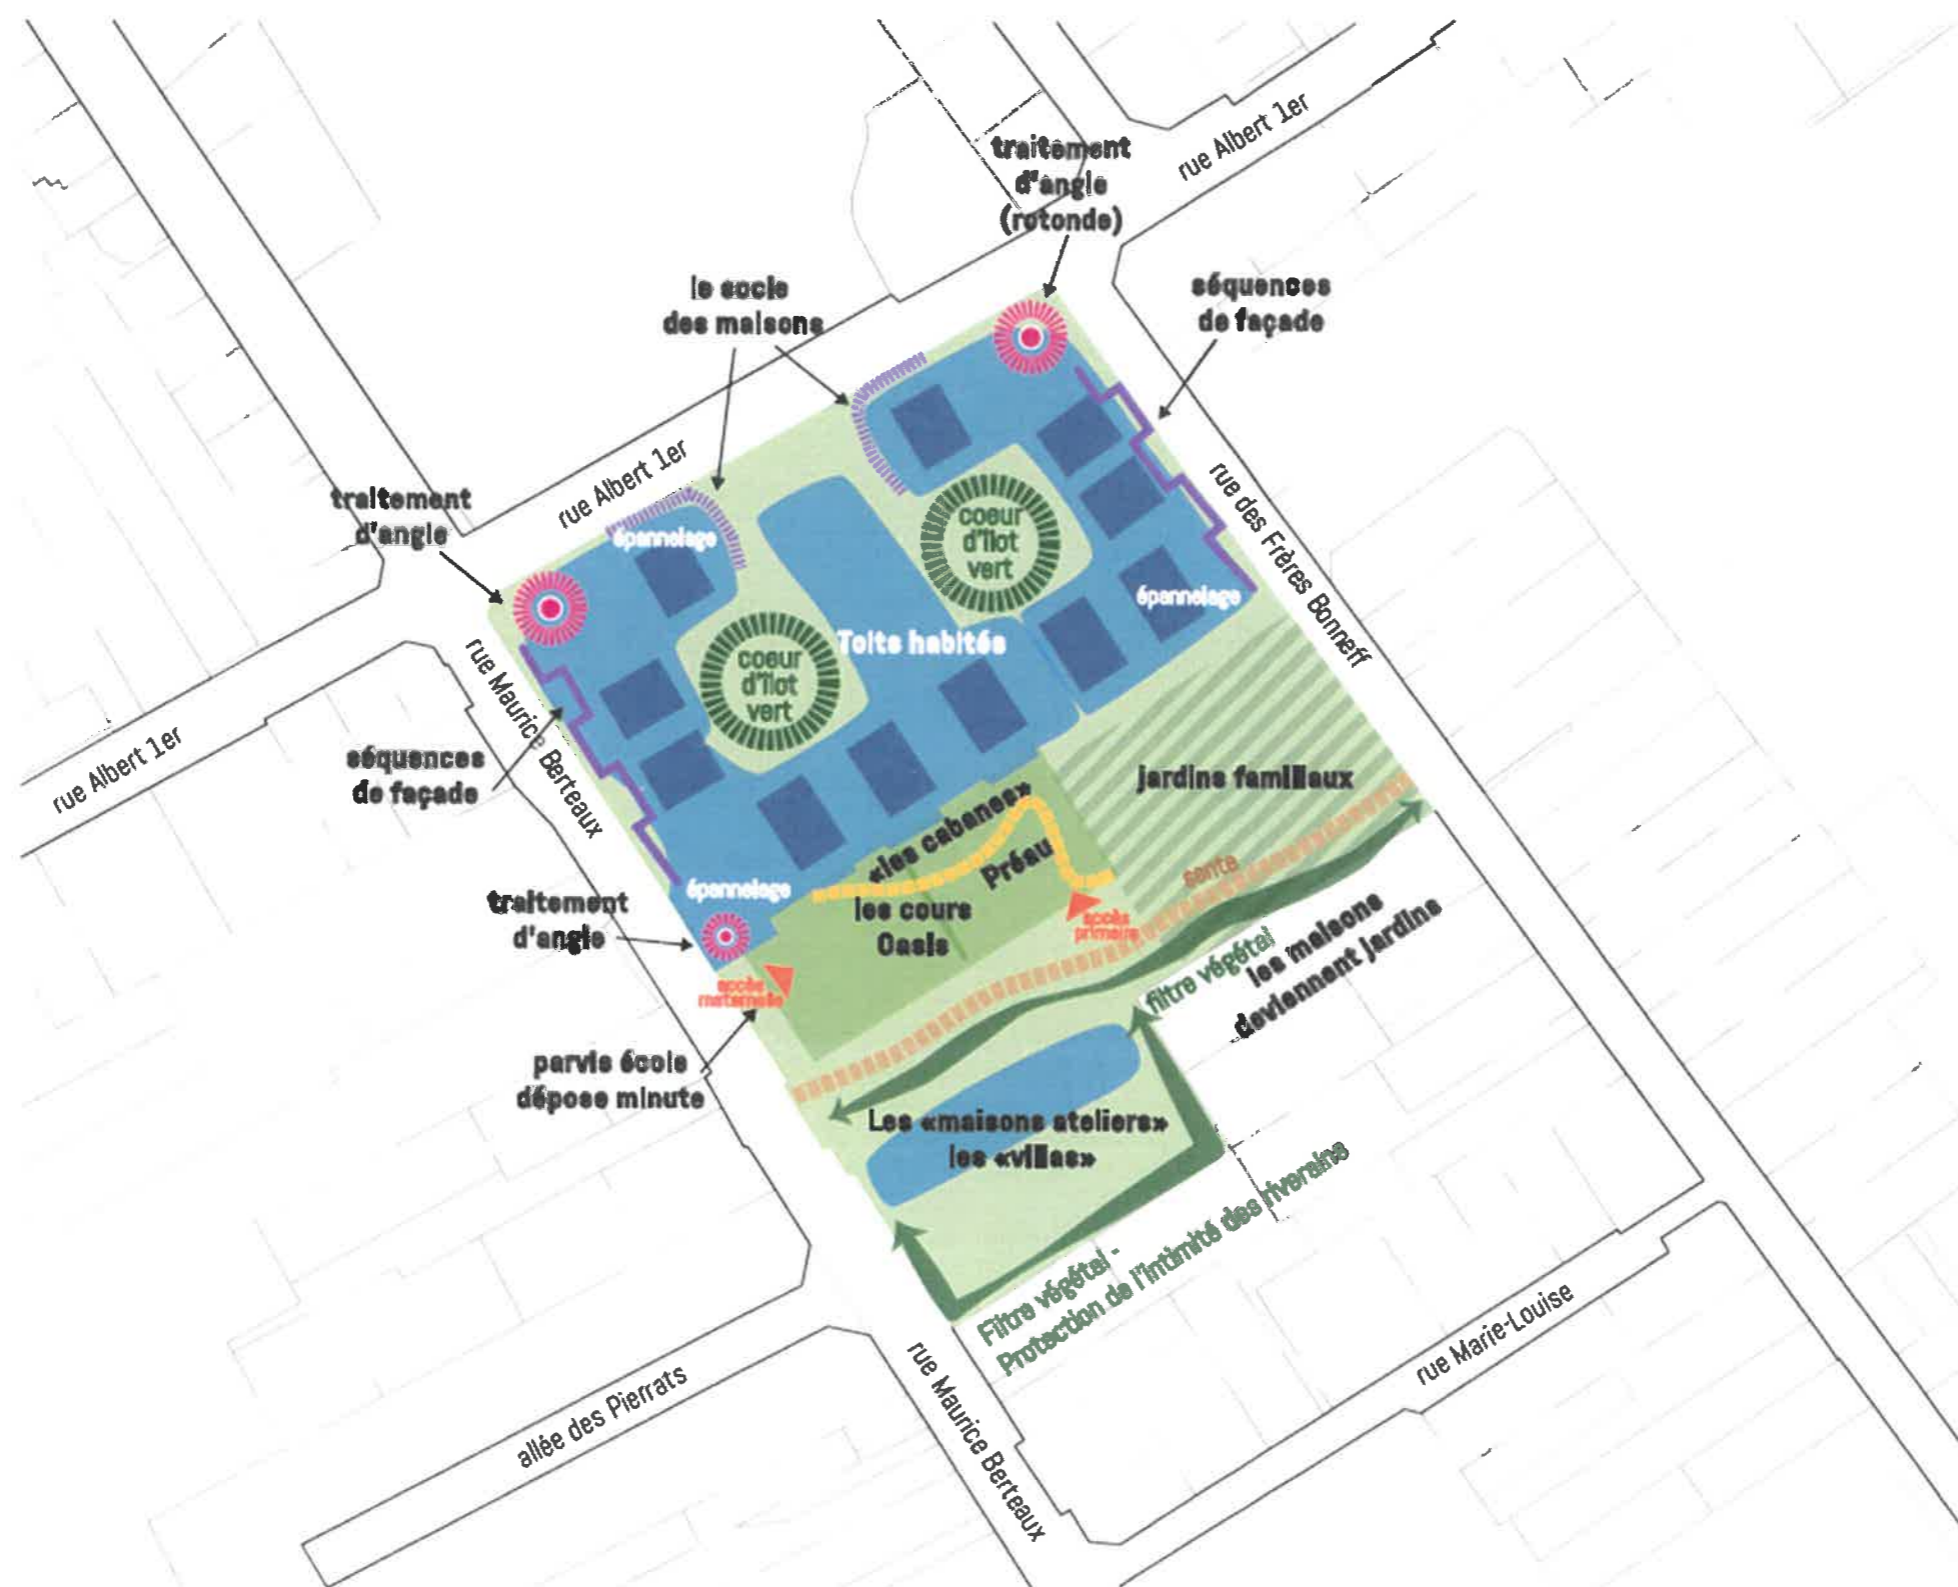 rue Albert 1er
traitement
d'angle
(rotonde)
le socle
des maisons
séquences
de façade
rue Albert 1er
traitement
d'angle
épannelage
coeur
d'îlot
vert
rue des Frères Bonneff
épannelage
Toits habités
coeur
d'îlot
vert
rue Maurice Berteaux
rue Albert 1er
séquences
de façade
jardins familiaux
«les cabanes»
Préau
sente
épannelage
traitement
d'angle
les cours
Oasis
accès
primaire
accès
maternelle
filtre végétal
les maisons
deviennent jardins
parvis école
dépose minute
Les «maisons ateliers»
les «villas»
Filtre végétal -
Protection de l'intimité des riverains
rue Marie-Louise
allée des Pierrats
rue Maurice Berteaux